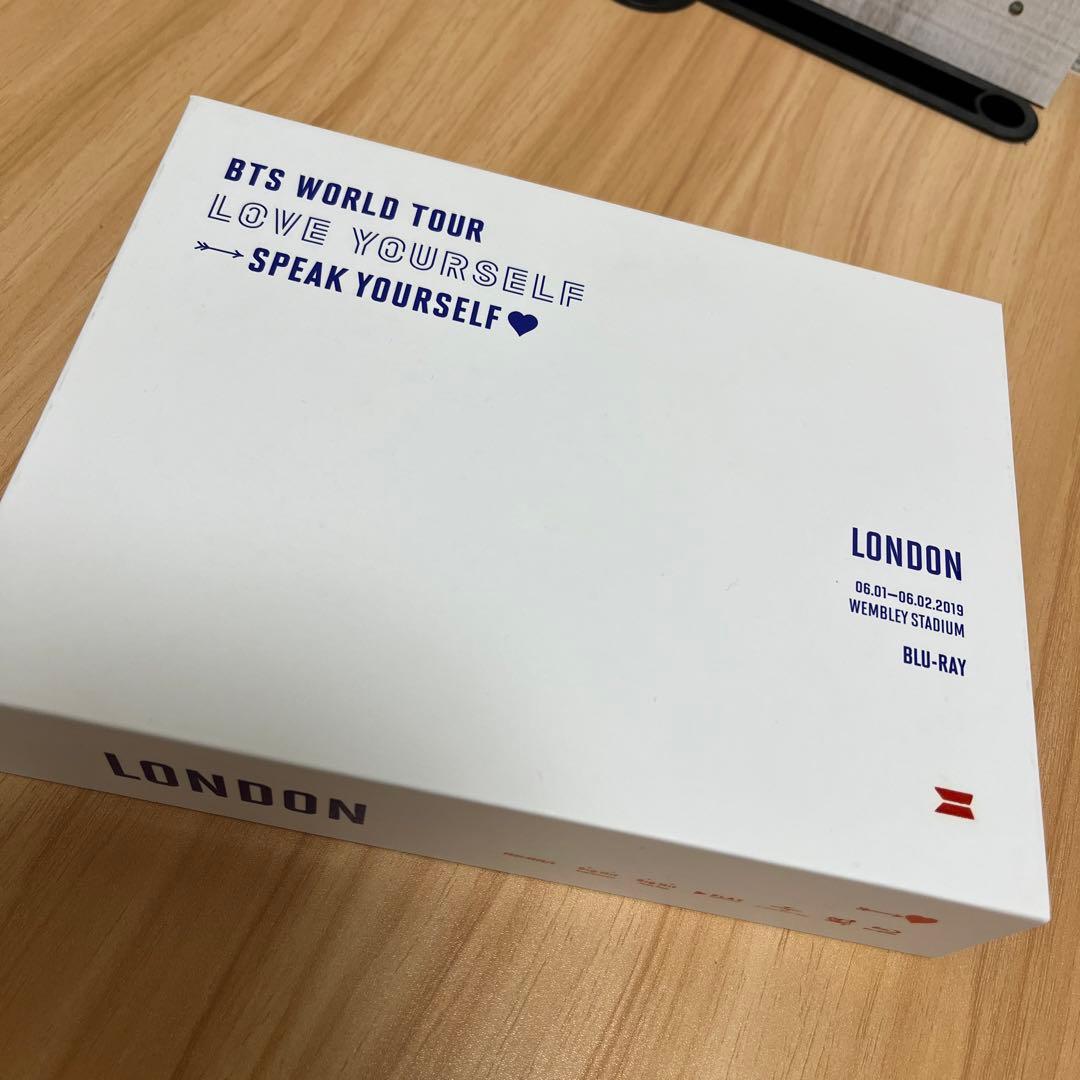 BTS WORLD TOUR
LOVE YOURSELF
SPEAK YOURSELF
LONDON
06.01—06.02.2019
WEMBLEY STADIUM
BLU-RAY
LONDON